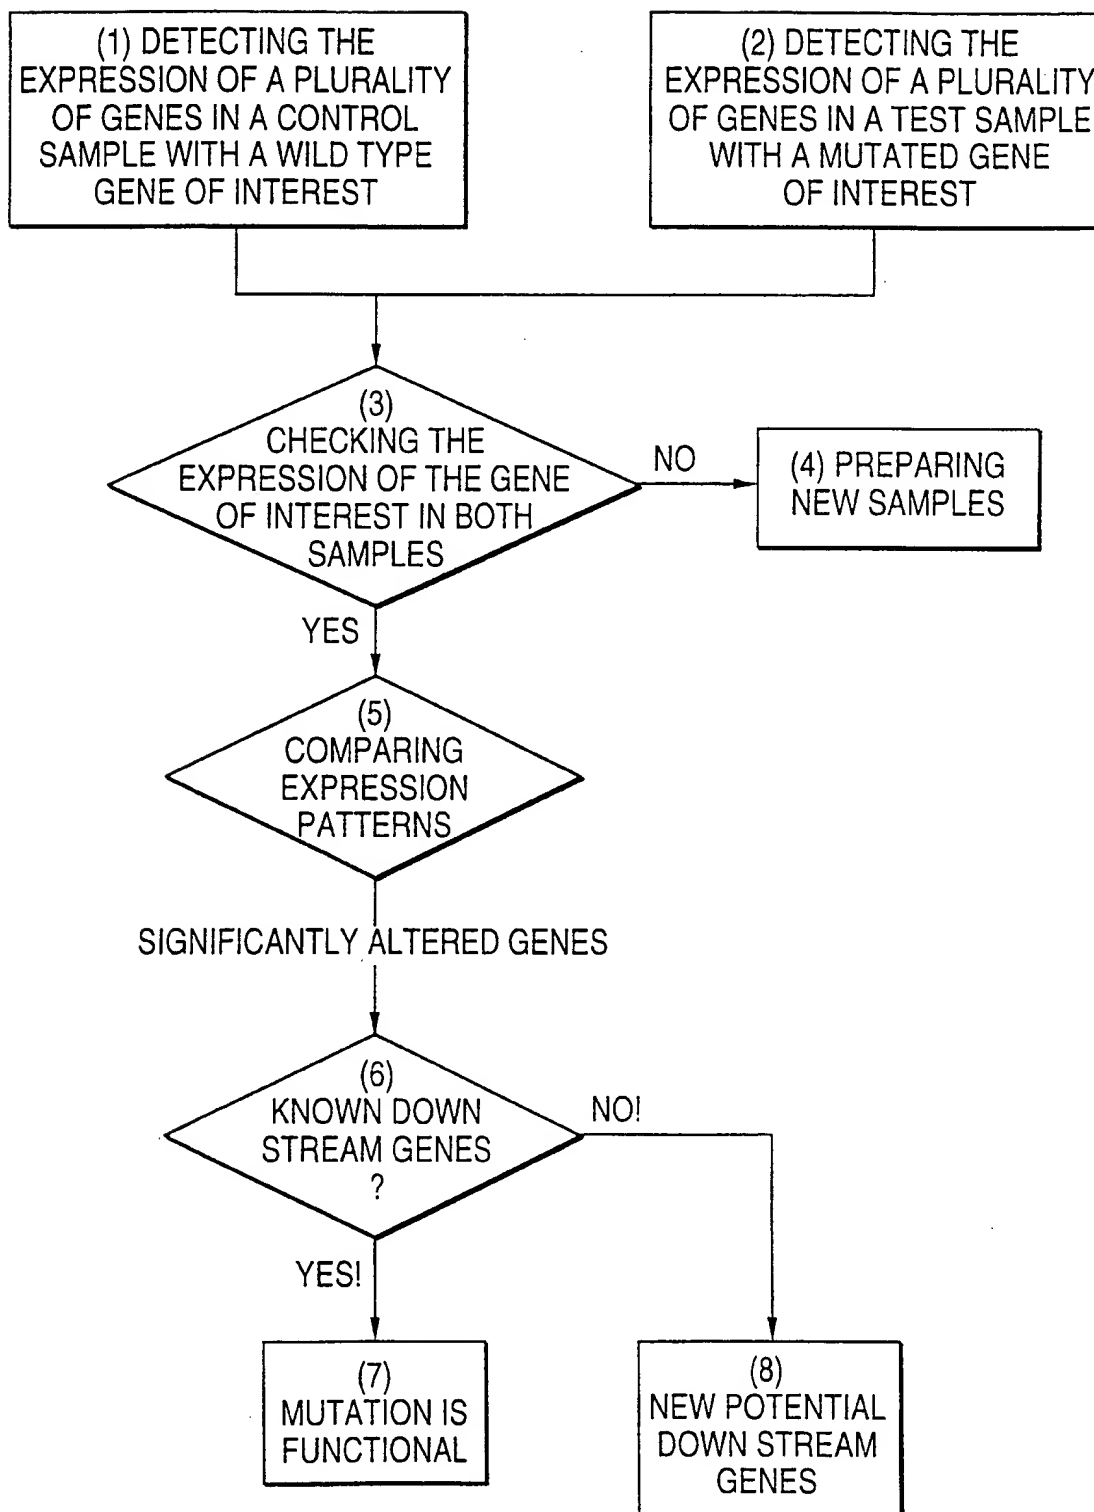 (1) DETECTING THE
EXPRESSION OF A PLURALITY
OF GENES IN A CONTROL
SAMPLE WITH A WILD TYPE
GENE OF INTEREST
(2) DETECTING THE
EXPRESSION OF A PLURALITY
OF GENES IN A TEST SAMPLE
WITH A MUTATED GENE
OF INTEREST
(3)
CHECKING THE
EXPRESSION OF THE GENE
OF INTEREST IN BOTH
SAMPLES
NO
(4) PREPARING
NEW SAMPLES
YES
(5)
COMPARING
EXPRESSION
PATTERNS
SIGNIFICANTLY ALTERED GENES
(6)
KNOWN DOWN
STREAM GENES
?
NO!
YES!
(7)
MUTATION IS
FUNCTIONAL
(8)
NEW POTENTIAL
DOWN STREAM
GENES